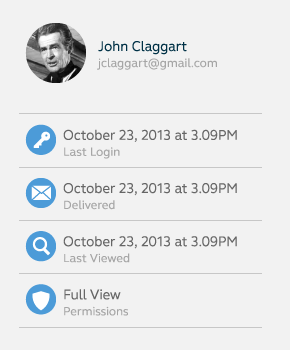 John Claggart
jclaggart@gmail.com
October 23, 2013 at 3.09PM
Last Login
October 23, 2013 at 3.09PM
Delivered
October 23, 2013 at 3.09PM
Last Viewed
Full View
Permissions